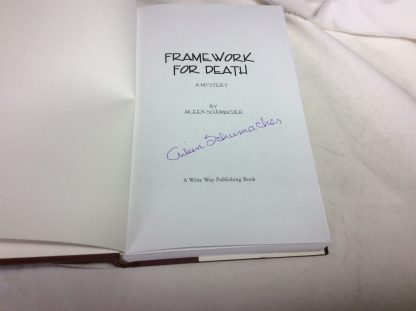 FRAMEWORK
FOR DEATH
A MYSTERY
BY
AILEEN SCHUMACHER
Aileen Schumacher
A Write Way Publishing Book